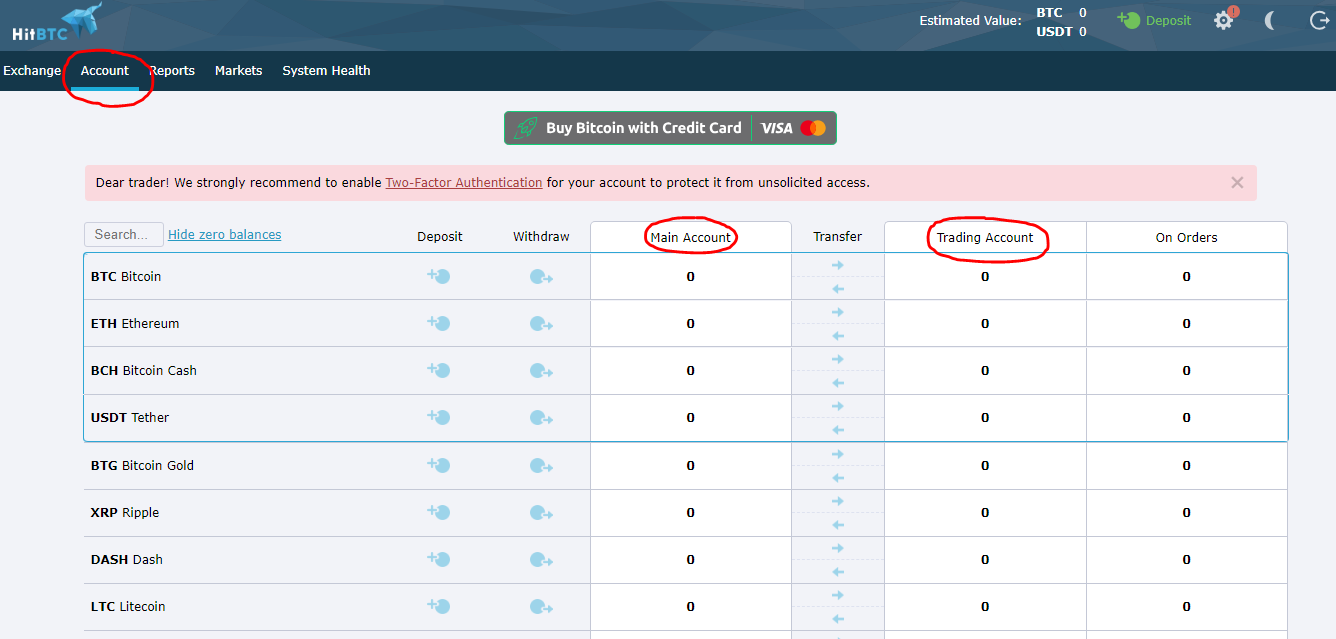 HitBTC
Estimated Value: BTC 0 Deposit
USDT 0
Exchange Account Reports Markets System Health
Buy Bitcoin with Credit Card VISA
Dear trader! We strongly recommend to enable Two-Factor Authentication for your account to protect it from unsolicited access.
Search... Hide zero balances Deposit Withdraw Main Account Transfer Trading Account On Orders
BTC Bitcoin 0 0 0
ETH Ethereum 0 0 0
BCH Bitcoin Cash 0 0 0
USDT Tether 0 0 0
BTG Bitcoin Gold 0 0 0
XRP Ripple 0 0 0
DASH Dash 0 0 0
LTC Litecoin 0 0 0